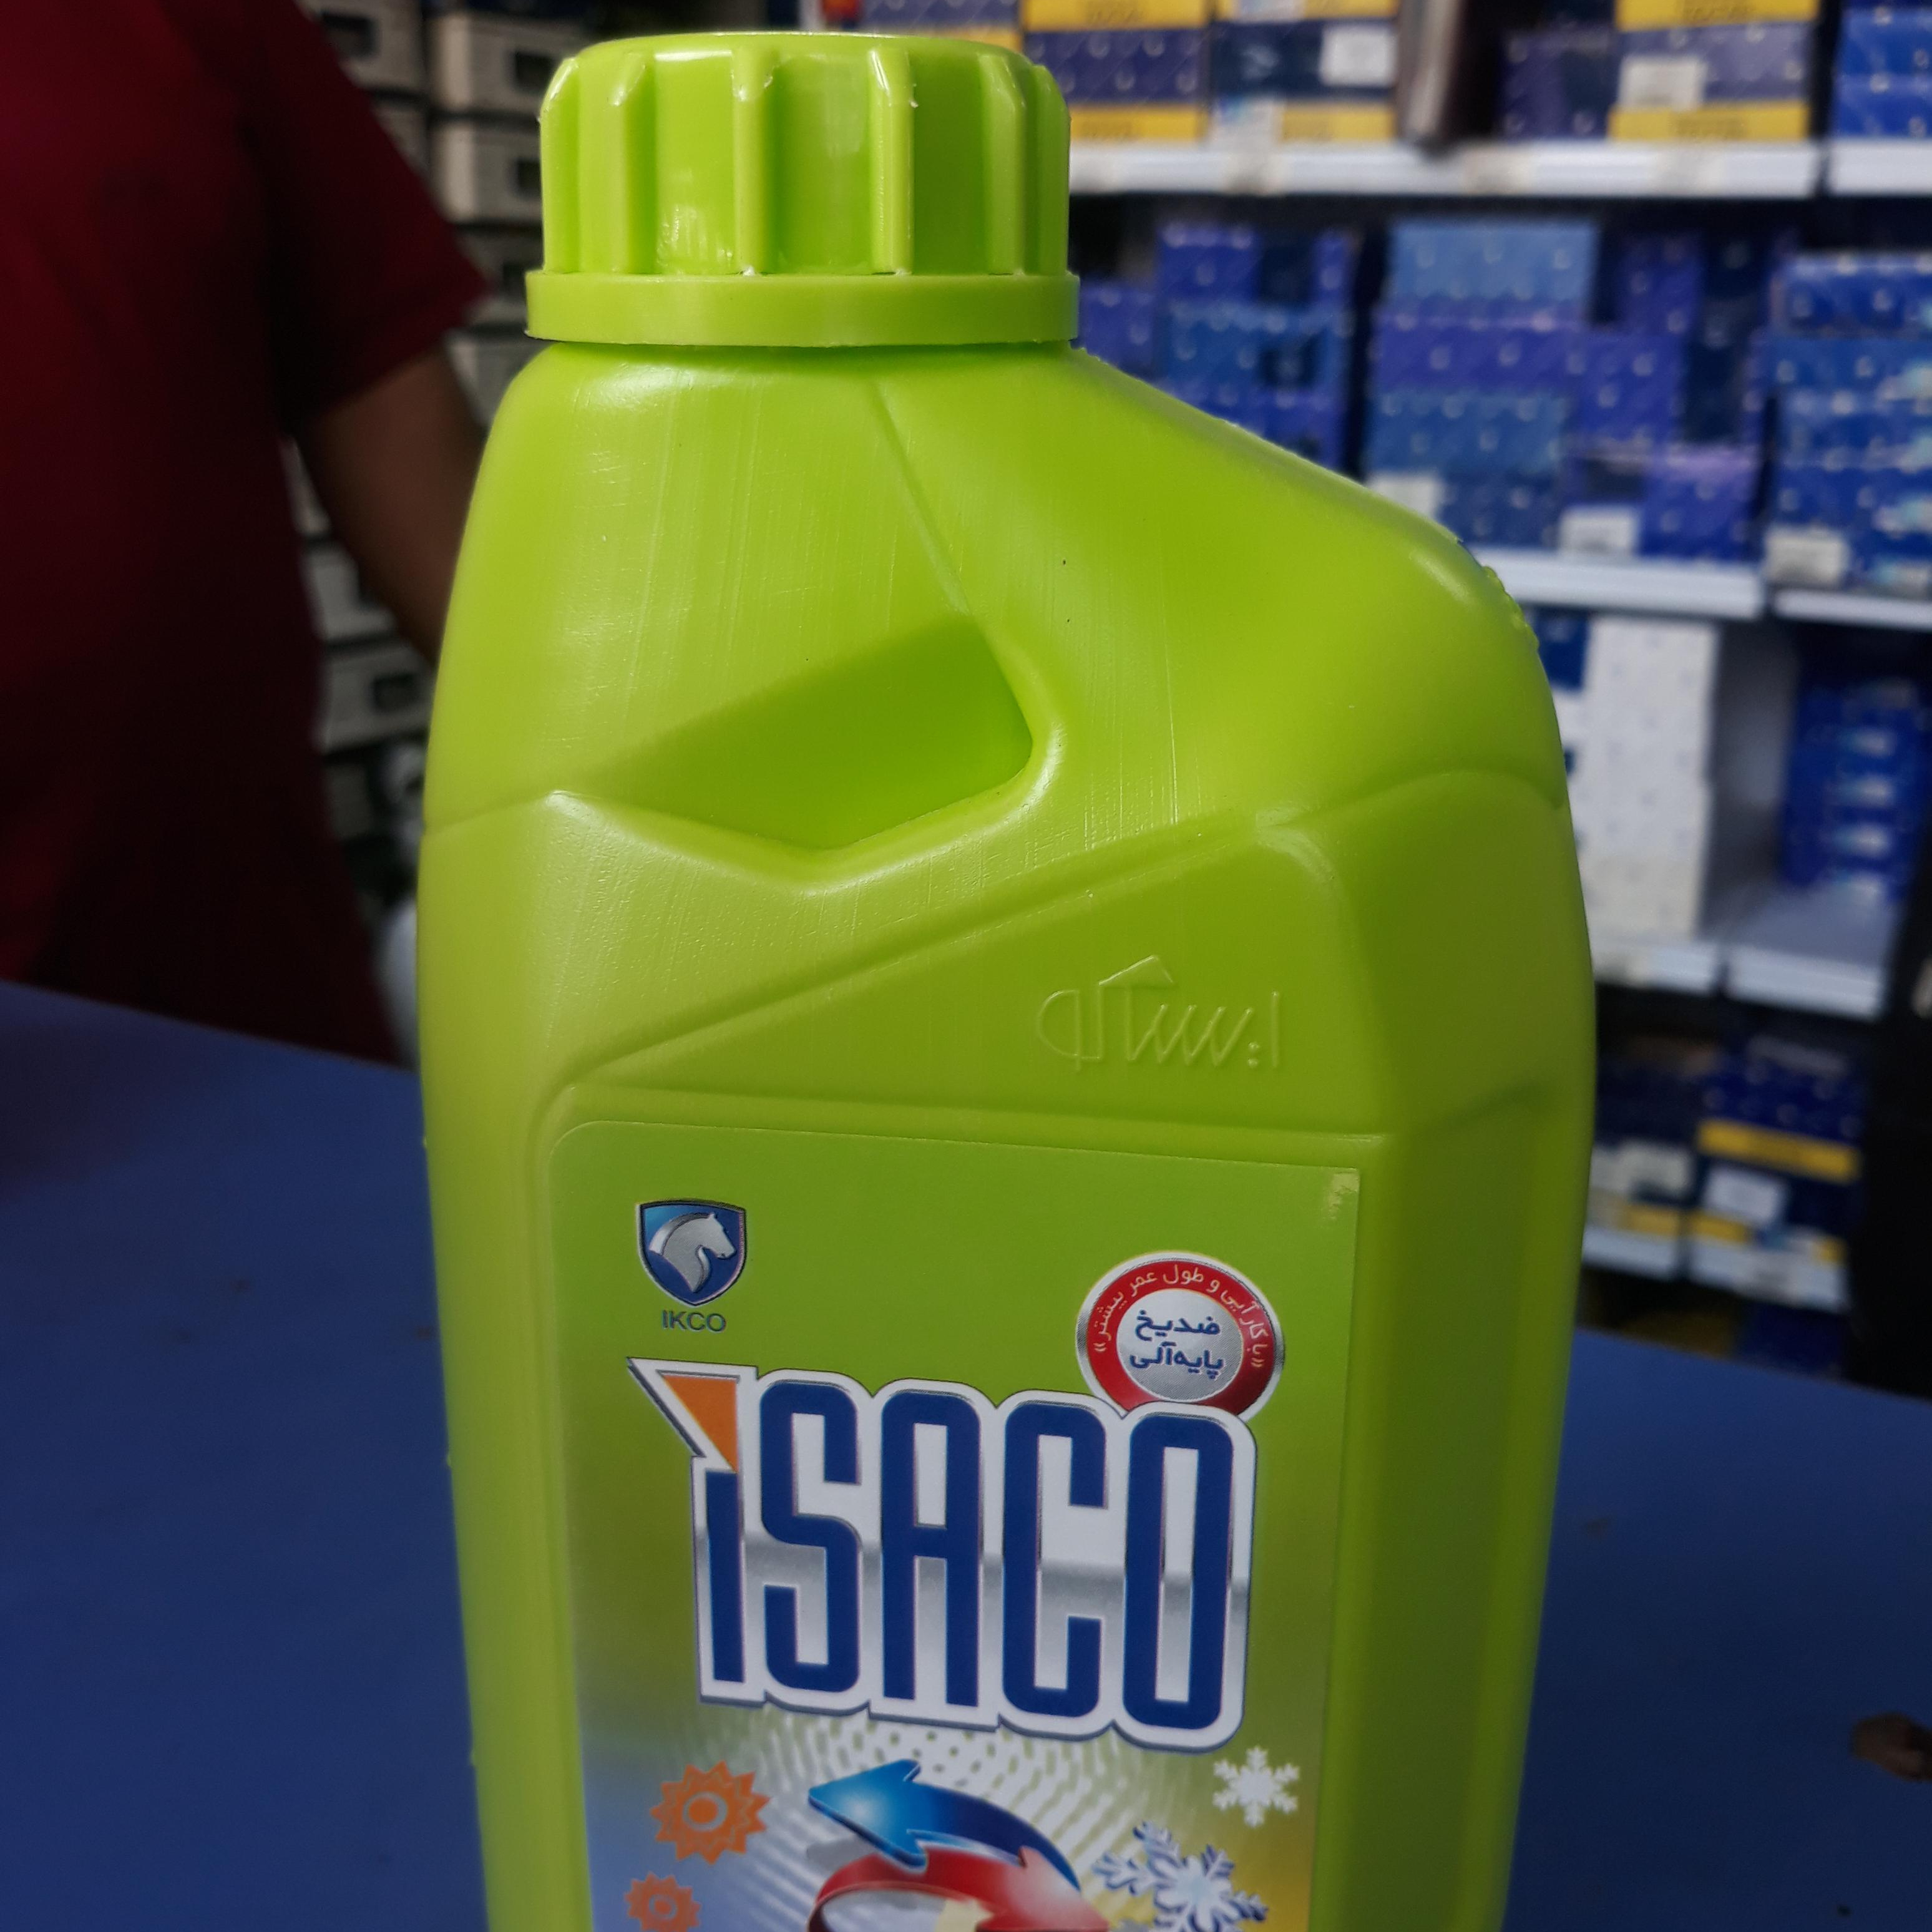 ایساکو
IKCO
«با کارآیی و طول عمر بیشتر»
ضدیخ
پایه‌آلی
ISACO